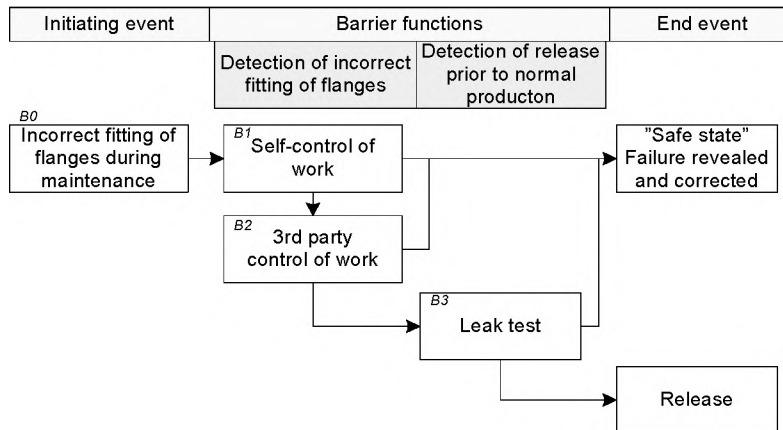 Initiating event
Barrier functions
End event
Detection of incorrect
fitting of flanges
Detection of release
prior to normal
producton
B0
Incorrect fitting of
flanges during
maintenance
B1
Self-control of
work
"Safe state"
Failure revealed
and corrected
B2
3rd party
control of work
B3
Leak test
Release